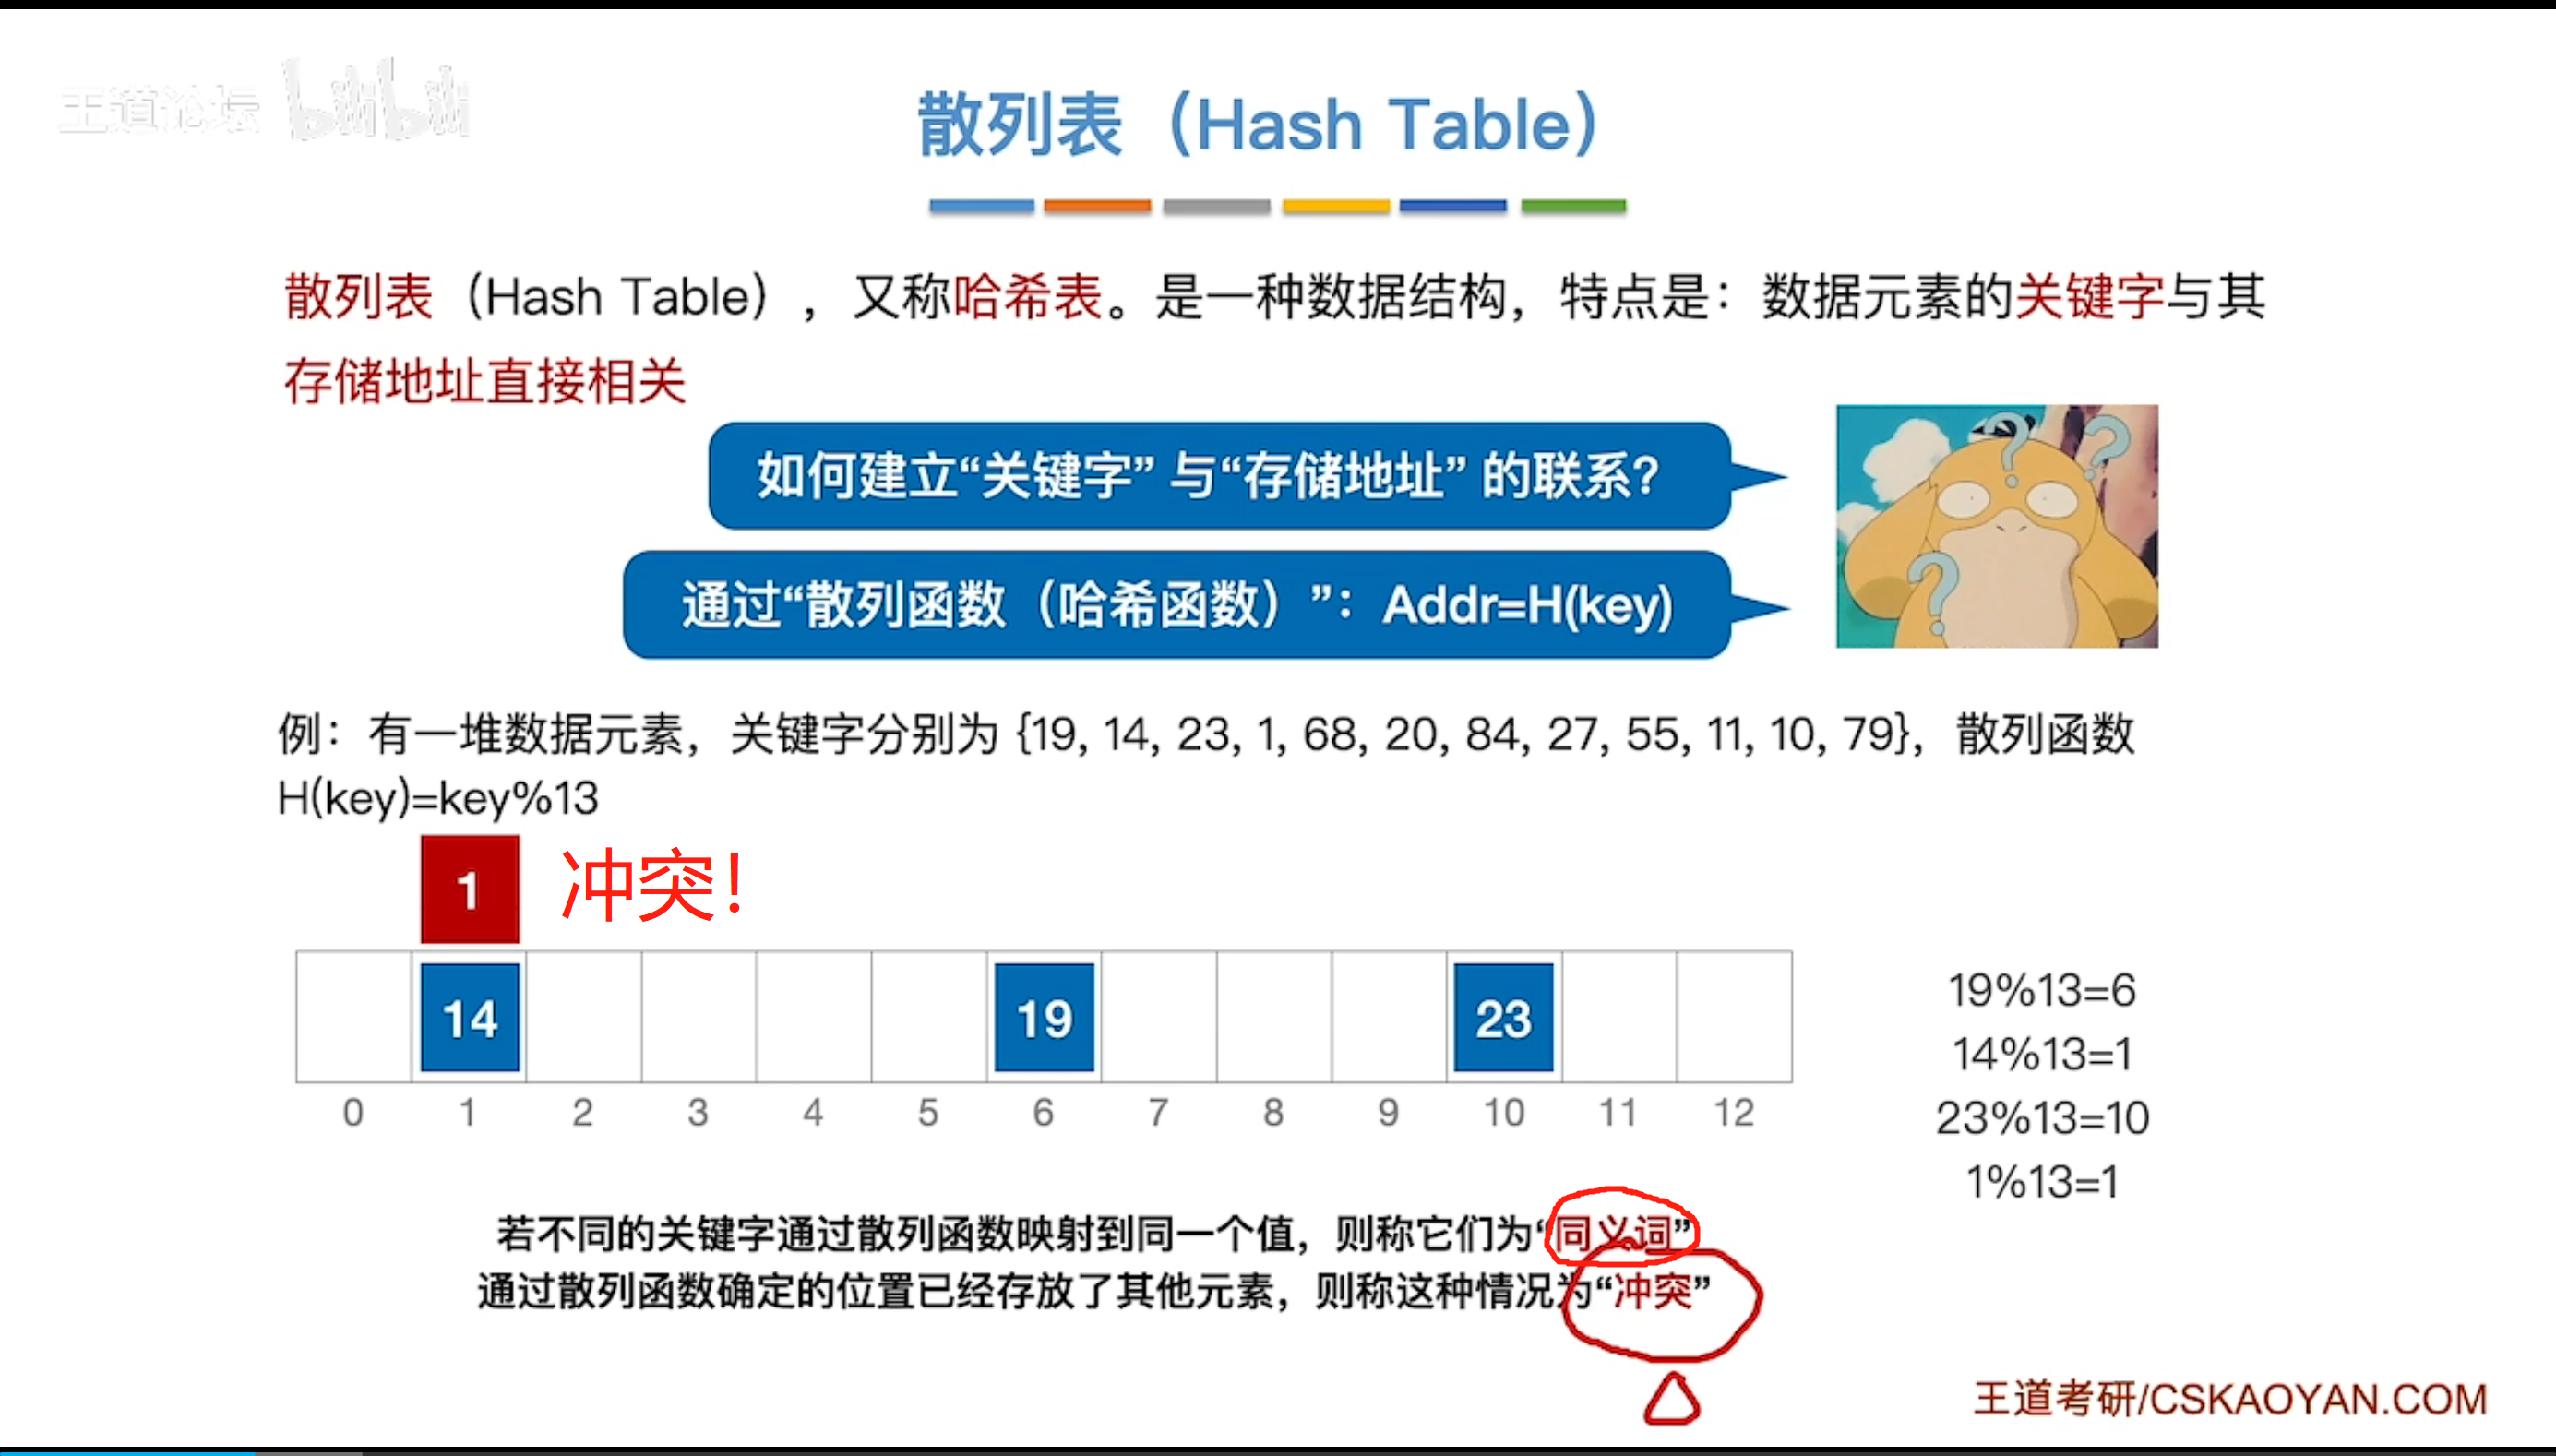 王道论坛 bilibili
散列表（Hash Table）
散列表（Hash Table），又称哈希表。是一种数据结构，特点是：数据元素的关键字与其
存储地址直接相关
如何建立“关键字” 与“存储地址” 的联系？
通过“散列函数（哈希函数）”：Addr=H(key)
例：有一堆数据元素，关键字分别为 {19, 14, 23, 1, 68, 20, 84, 27, 55, 11, 10, 79}，散列函数
H(key)=key%13
1 冲突！
14 19 23
0 1 2 3 4 5 6 7 8 9 10 11 12
19%13=6
14%13=1
23%13=10
1%13=1
若不同的关键字通过散列函数映射到同一个值，则称它们为“同义词”
通过散列函数确定的位置已经存放了其他元素，则称这种情况为“冲突”
王道考研/CSKAOYAN.COM